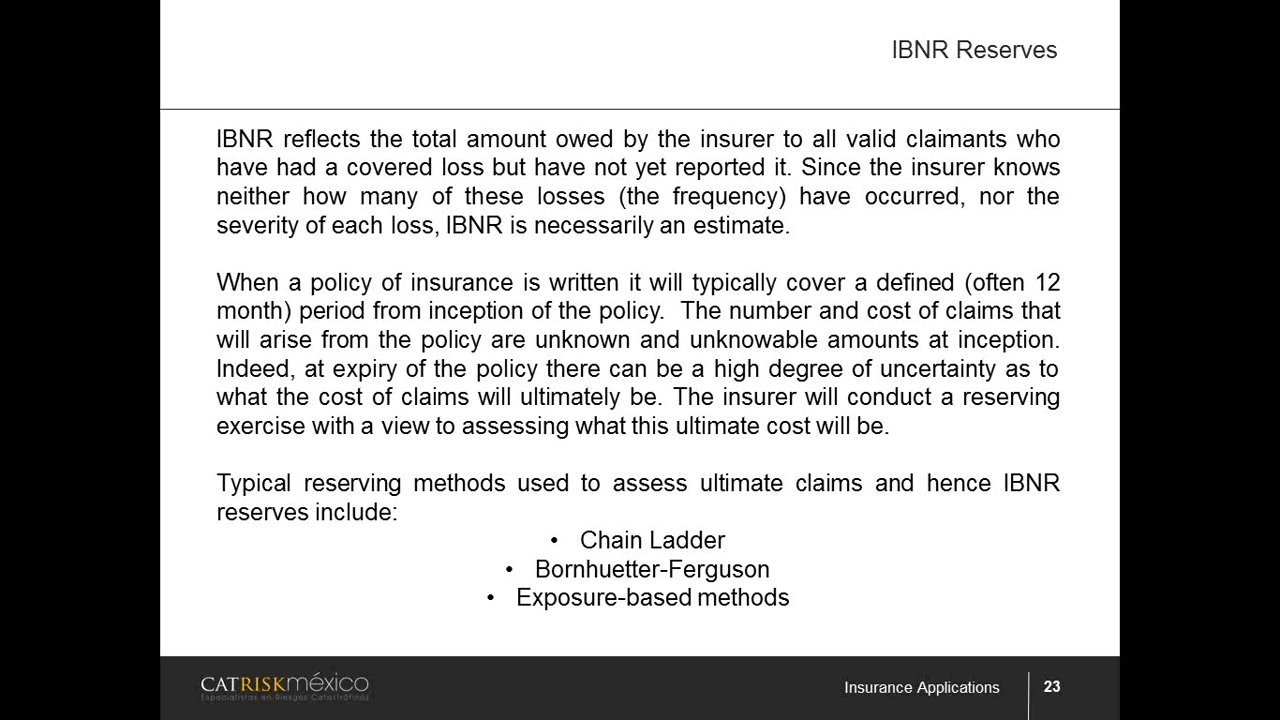 IBNR Reserves
IBNR reflects the total amount owed by the insurer to all valid claimants who
have had a covered loss but have not yet reported it. Since the insurer knows
neither how many of these losses (the frequency) have occurred, nor the
severity of each loss, IBNR is necessarily an estimate.
When a policy of insurance is written it will typically cover a defined (often 12
month) period from inception of the policy.  The number and cost of claims that
will arise from the policy are unknown and unknowable amounts at inception.
Indeed, at expiry of the policy there can be a high degree of uncertainty as to
what the cost of claims will ultimately be. The insurer will conduct a reserving
exercise with a view to assessing what this ultimate cost will be.
Typical reserving methods used to assess ultimate claims and hence IBNR
reserves include:
• Chain Ladder
• Bornhuetter-Ferguson
• Exposure-based methods
CATRISKméxico
Especialistas en Riesgos Catastróficos
Insurance Applications 23